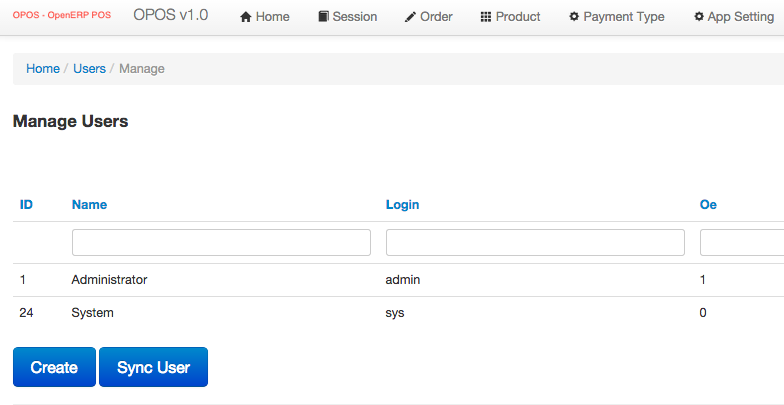 OPOS - OpenERP POS OPOS v1.0 Home Session Order Product Payment Type App Setting
Home / Users / Manage
Manage Users
ID Name Login Oe
1 Administrator admin 1
24 System sys 0
Create Sync User